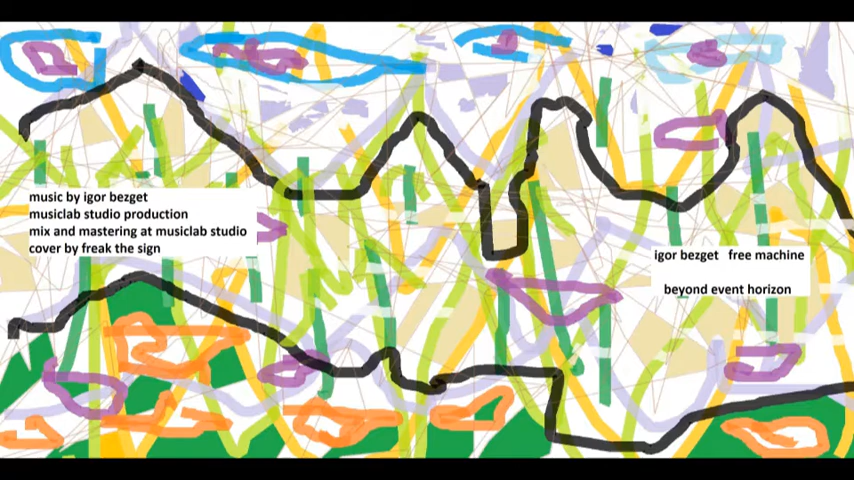 music by igor bezget
musiclab studio production
mix and mastering at musiclab studio
cover by freak the sign
igor bezget free machine
beyond event horizon